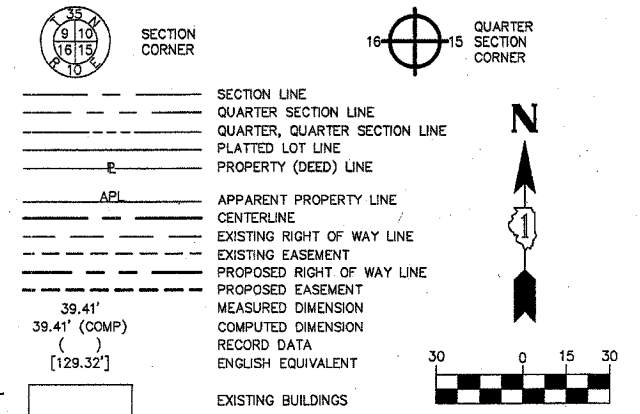 T 35 N
9 10
16 15
R 10 E
SECTION
CORNER
16 15
QUARTER
SECTION
CORNER
SECTION LINE
QUARTER SECTION LINE
QUARTER, QUARTER SECTION LINE
PLATTED LOT LINE
PL PROPERTY (DEED) LINE
APL APPARENT PROPERTY LINE
CENTERLINE
EXISTING RIGHT OF WAY LINE
EXISTING EASEMENT
PROPOSED RIGHT OF WAY LINE
PROPOSED EASEMENT
39.41' MEASURED DIMENSION
39.41' (COMP) COMPUTED DIMENSION
( ) RECORD DATA
[129.32'] ENGLISH EQUIVALENT
EXISTING BUILDINGS
N
1
30 0 15 30